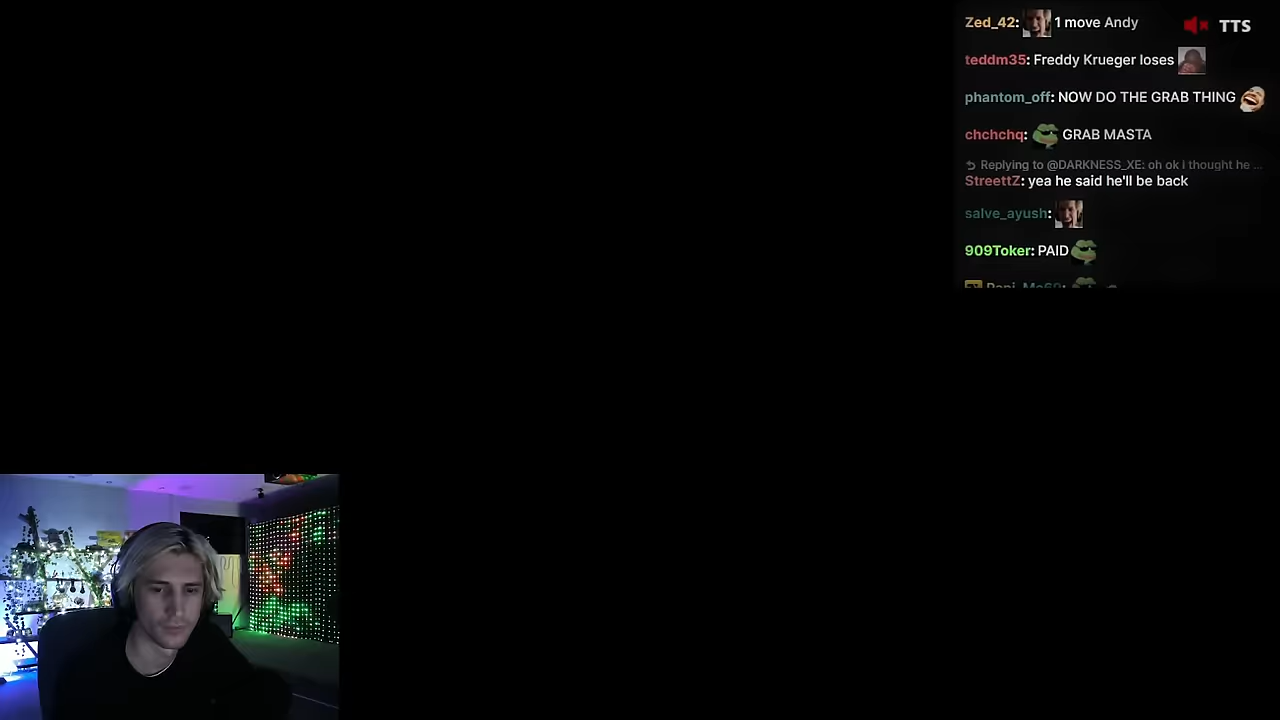 Zed_42: 1 move Andy
TTS
teddm35: Freddy Krueger loses
phantom_off: NOW DO THE GRAB THING
chchchq: GRAB MASTA
Replying to @DARKNESS_XE: oh ok i thought he ...
StreettZ: yea he said he'll be back
salve_ayush:
909Toker: PAID